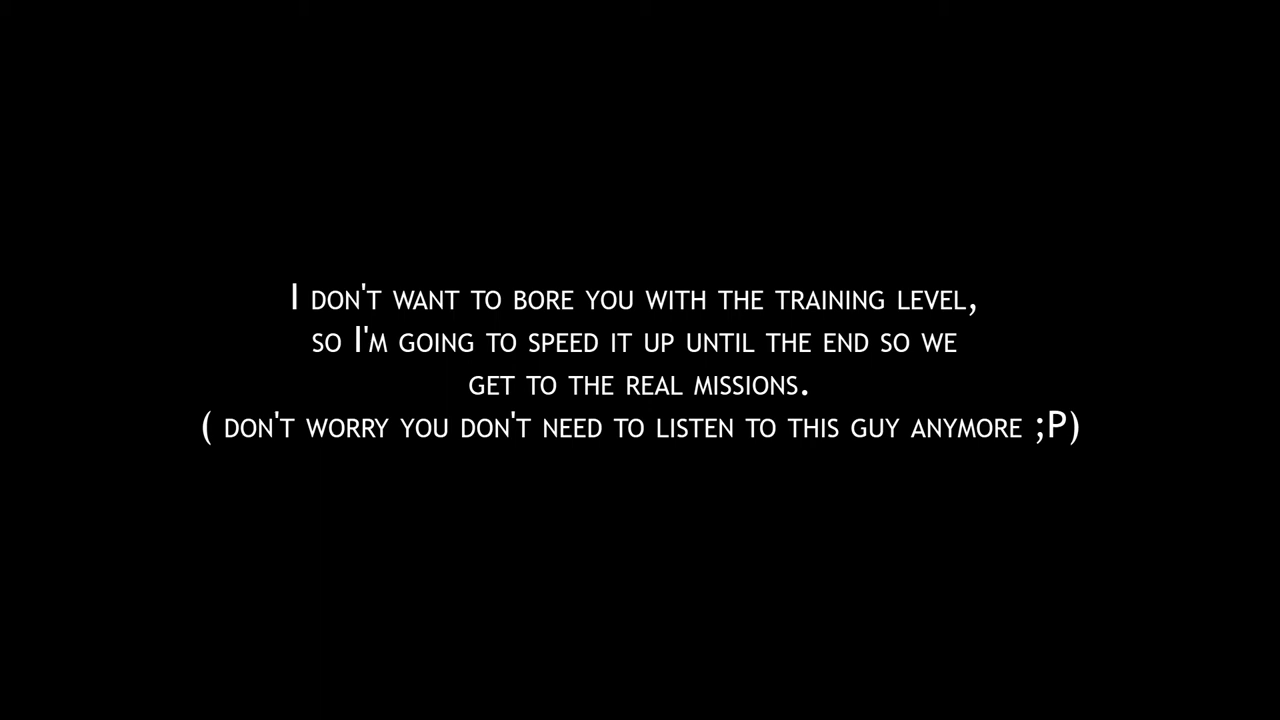 I don't want to bore you with the training level,
so I'm going to speed it up until the end so we
get to the real missions.
( don't worry you don't need to listen to this guy anymore ;P)